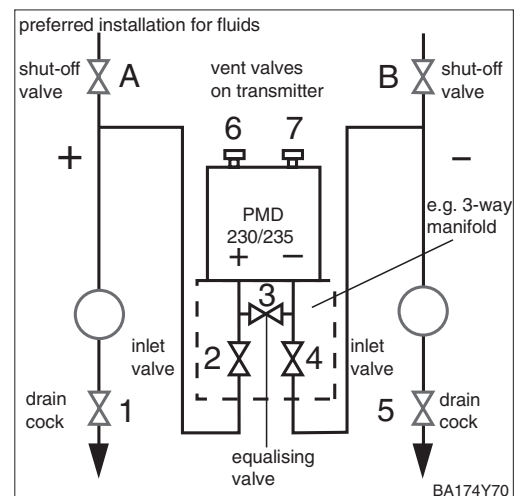 preferred installation for fluids
shut-off
valve
A
vent valves
on transmitter
B
shut-off
valve
6
7
+
−
PMD
230/235
+
−
e.g. 3-way
manifold
3
inlet
valve
2
4
inlet
valve
drain
cock
1
5
drain
cock
equalising
valve
BA174Y70